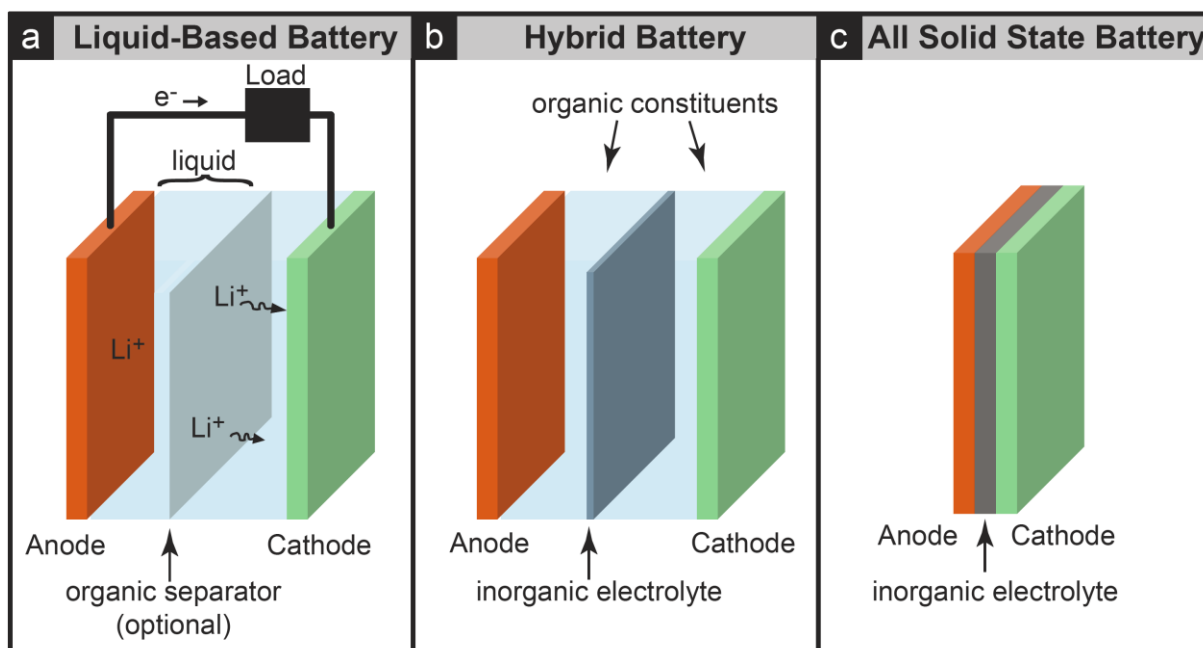 a Liquid-Based Battery
Load
e⁻ →
liquid
Li⁺
Li⁺
Li⁺
Anode Cathode
organic separator
(optional)
b Hybrid Battery
organic constituents
Anode Cathode
inorganic electrolyte
c All Solid State Battery
Anode Cathode
inorganic electrolyte